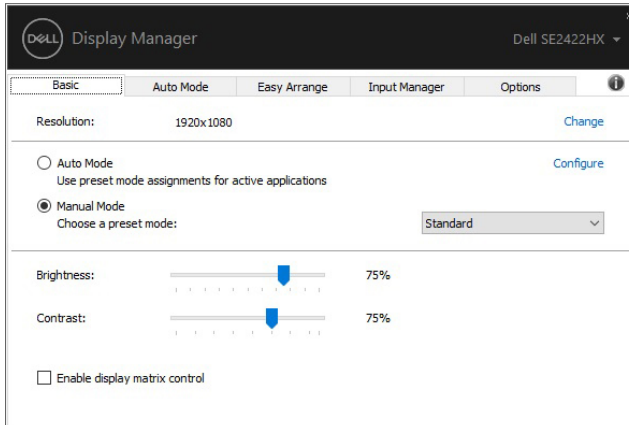 DELL Display Manager Dell SE2422HX
Basic Auto Mode Easy Arrange Input Manager Options
Resolution: 1920x1080 Change
Auto Mode Configure
Use preset mode assignments for active applications
Manual Mode
Choose a preset mode: Standard
Brightness: 75%
Contrast: 75%
Enable display matrix control